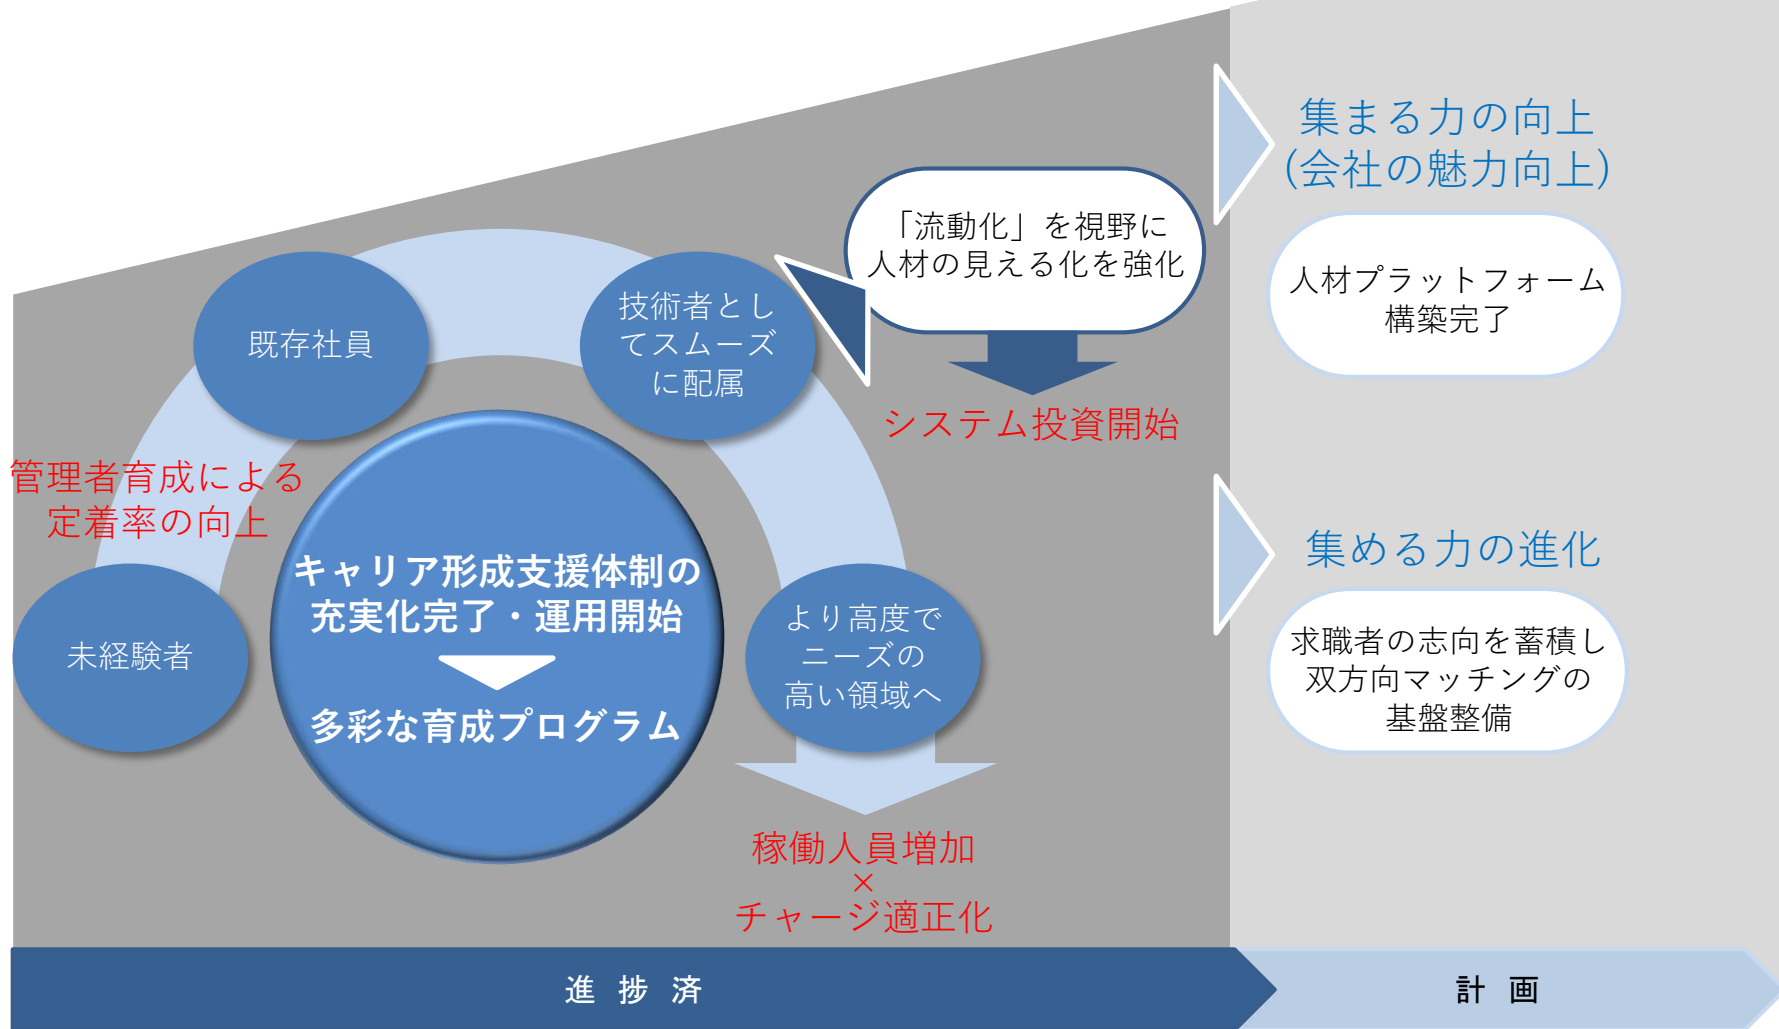 集まる力の向上
(会社の魅力向上)
「流動化」を視野に
人材の見える化を強化
人材プラットフォーム
構築完了
既存社員
技術者とし
てスムーズ
に配属
システム投資開始
管理者育成による
定着率の向上
キャリア形成支援体制の
充実化完了・運用開始
多彩な育成プログラム
未経験者
より高度で
ニーズの
高い領域へ
集める力の進化
求職者の志向を蓄積し
双方向マッチングの
基盤整備
稼働人員増加
×
チャージ適正化
進 捗 済
計 画